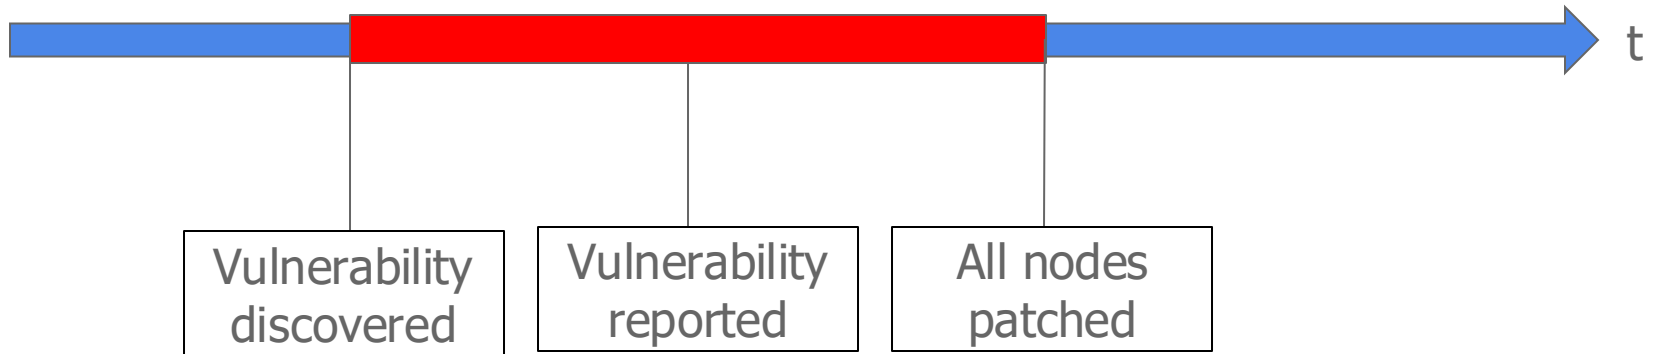 t
Vulnerability
discovered
Vulnerability
reported
All nodes
patched